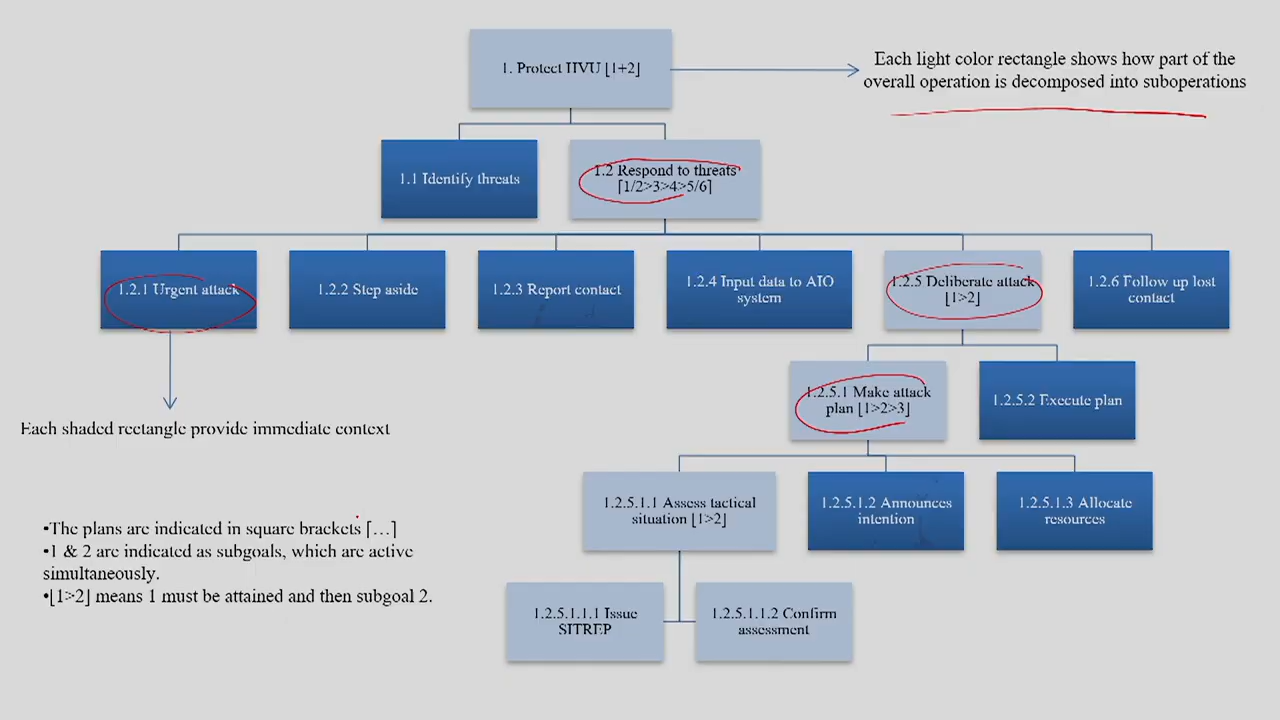 1. Protect HVU [1+2]
Each light color rectangle shows how part of the
overall operation is decomposed into suboperations
1.1 Identify threats
1.2 Respond to threats
[1/2>3>4>5/6]
1.2.1 Urgent attack
1.2.2 Step aside
1.2.3 Report contact
1.2.4 Input data to AIO
system
1.2.5 Deliberate attack
[1>2]
1.2.6 Follow up lost
contact
1.2.5.1 Make attack
plan [1>2>3]
1.2.5.2 Execute plan
Each shaded rectangle provide immediate context
1.2.5.1.1 Assess tactical
situation [1>2]
1.2.5.1.2 Announces
intention
1.2.5.1.3 Allocate
resources
•The plans are indicated in square brackets [...]
•1 & 2 are indicated as subgoals, which are active
simultaneously.
•[1>2] means 1 must be attained and then subgoal 2.
1.2.5.1.1.1 Issue
SITREP
1.2.5.1.1.2 Confirm
assessment